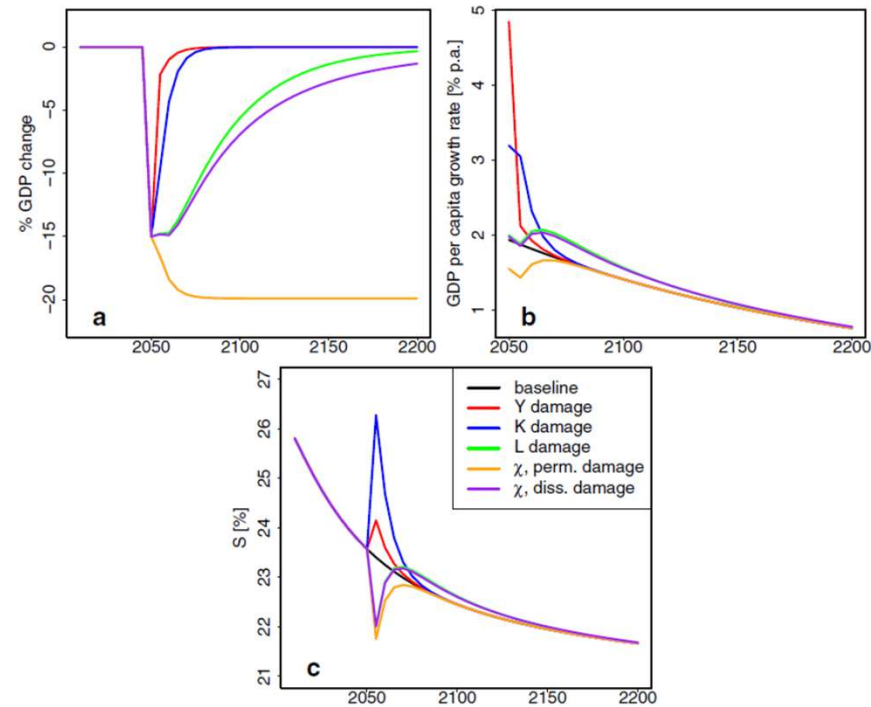 % GDP change
0
−5
−10
−15
−20
a
2050
2100
2150
2200
GDP per capita growth rate [% p.a.]
5
4
3
2
1
b
2050
2100
2150
2200
S [%]
27
26
25
24
23
22
21
c
2050
2100
2150
2200
baseline
Y damage
K damage
L damage
χ, perm. damage
χ, diss. damage